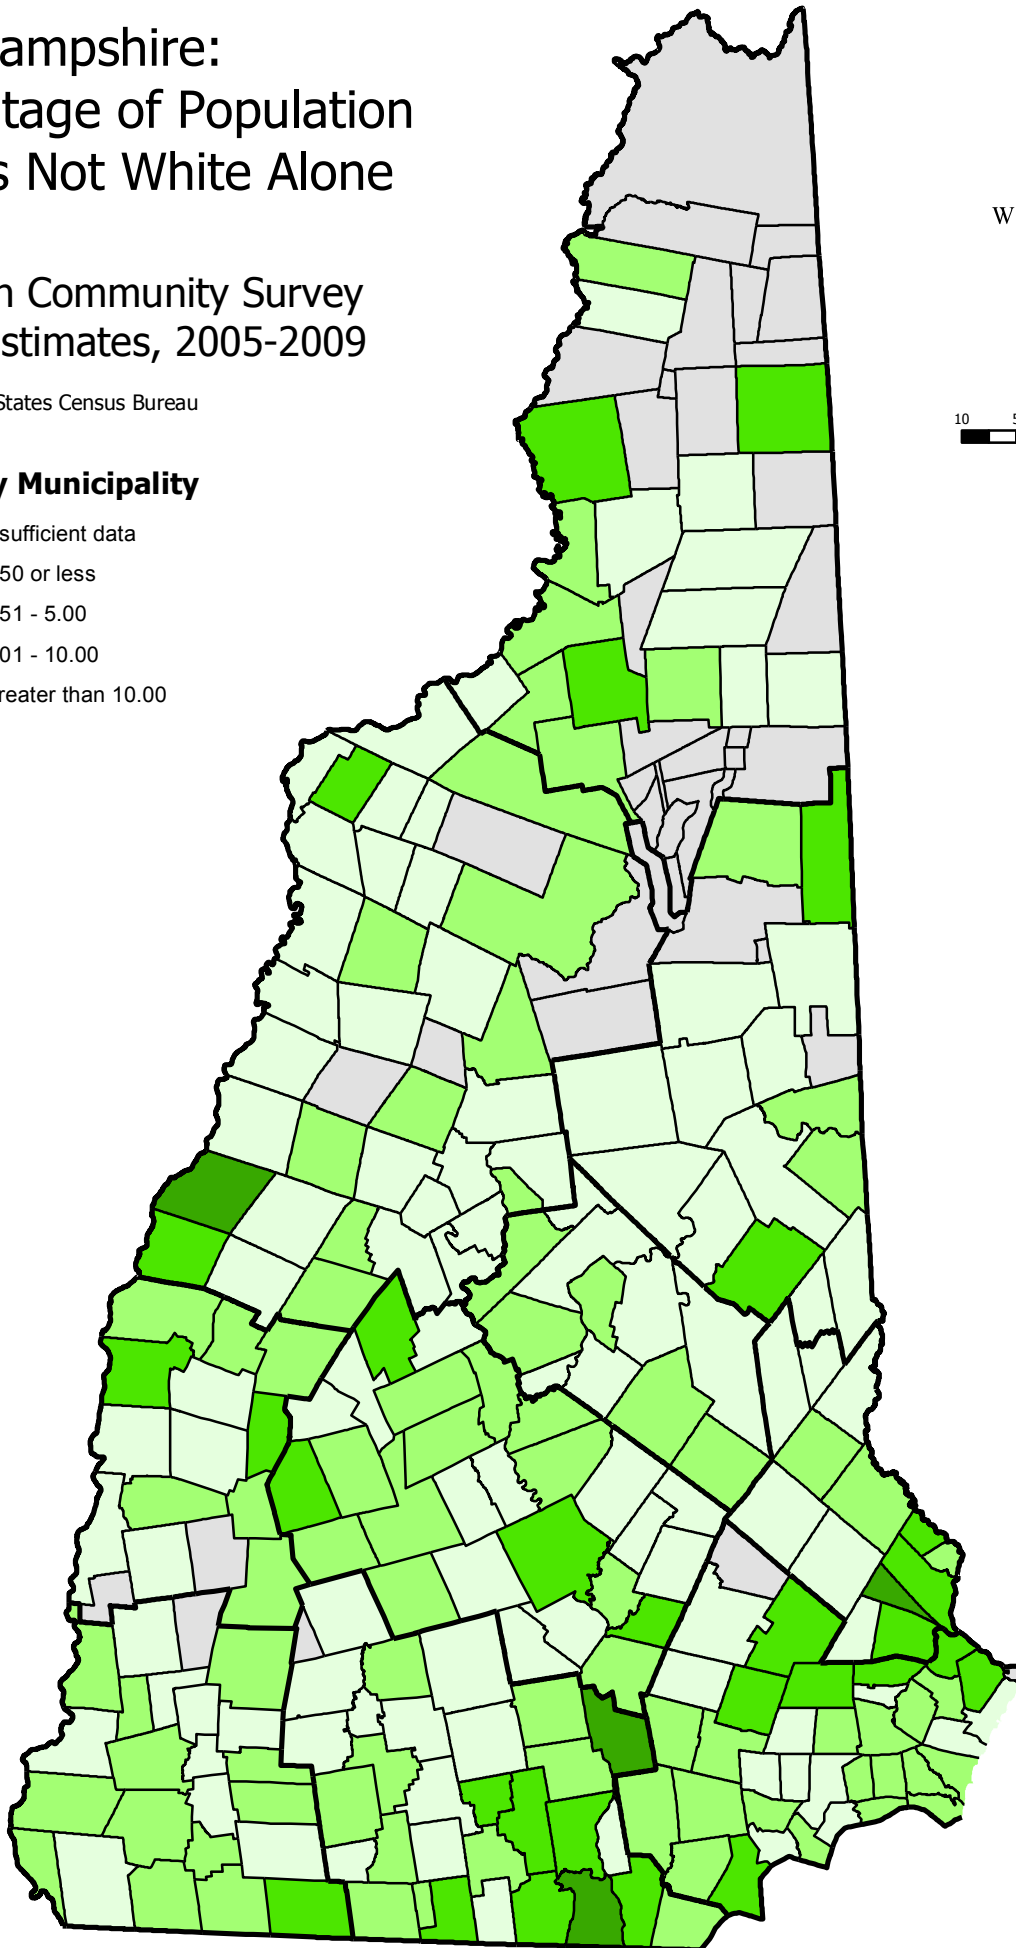 ampshire:
tage of Population
s Not White Alone
n Community Survey
stimates, 2005-2009
States Census Bureau
y Municipality
sufficient data
50 or less
51 - 5.00
01 - 10.00
reater than 10.00
W
10 5